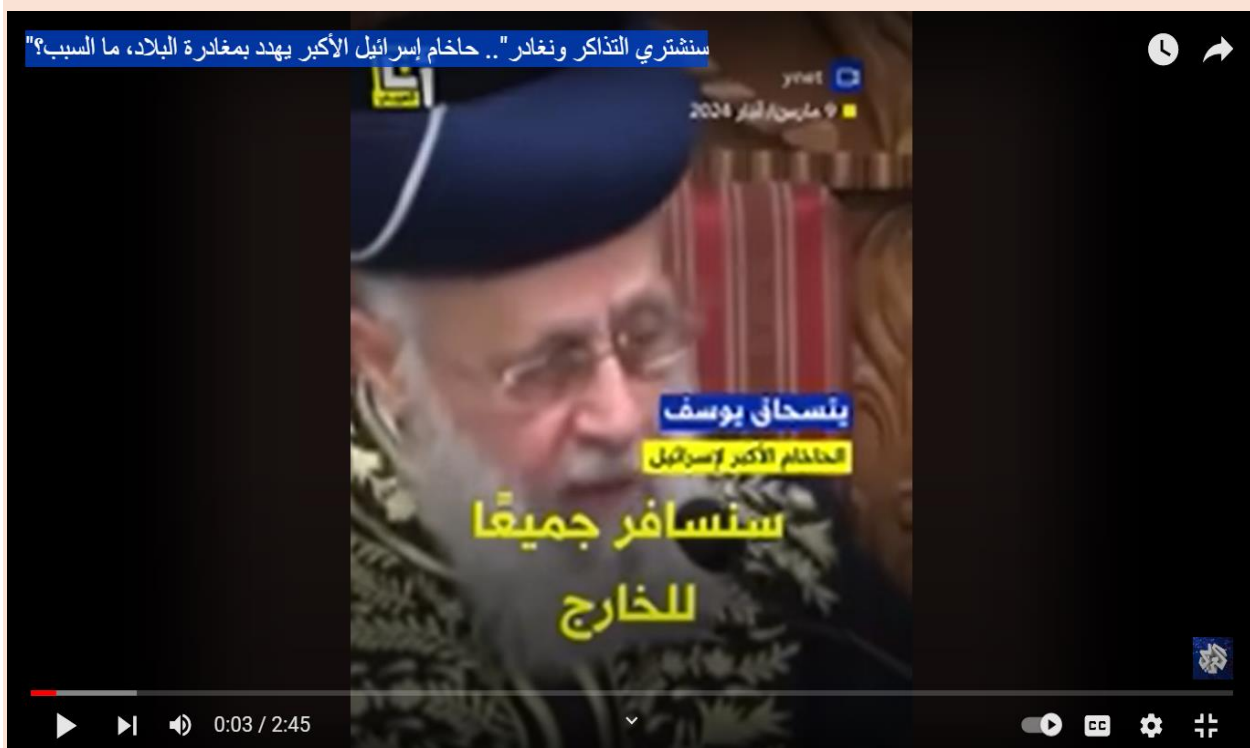 سنشتري التذاكر ونغادر".. حاخام إسرائيل الأكبر يهدد بمغادرة البلاد، ما السبب؟"
ynet
9 مارس/ آذار 2024
يتسحاق يوسف
الحاخام الأكبر لإسرائيل
سنسافر جميعًا
للخارج
0:03 / 2:45
CC